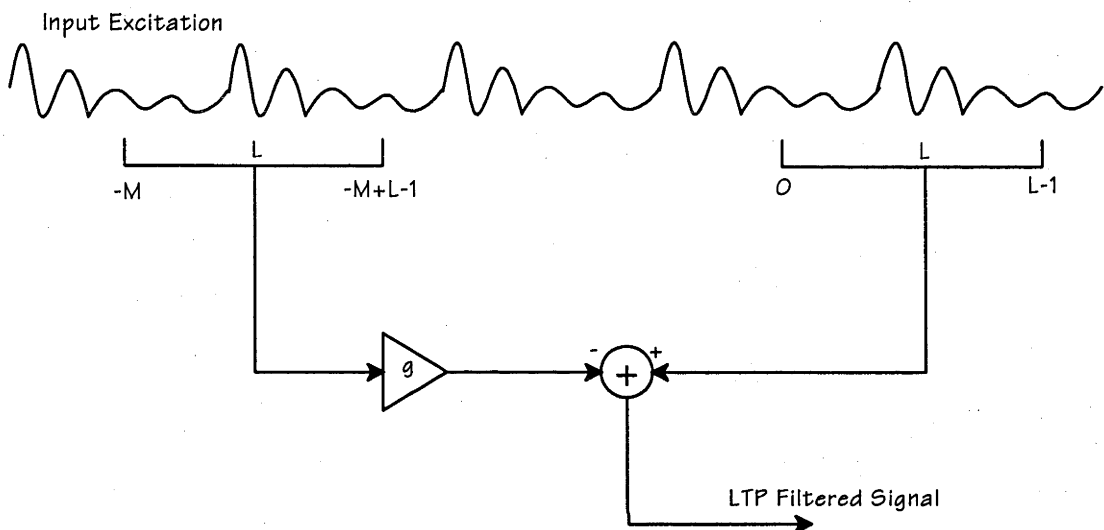 Input Excitation
L
L
-M
-M+L-1
0
L-1
g
-
+
+
LTP Filtered Signal